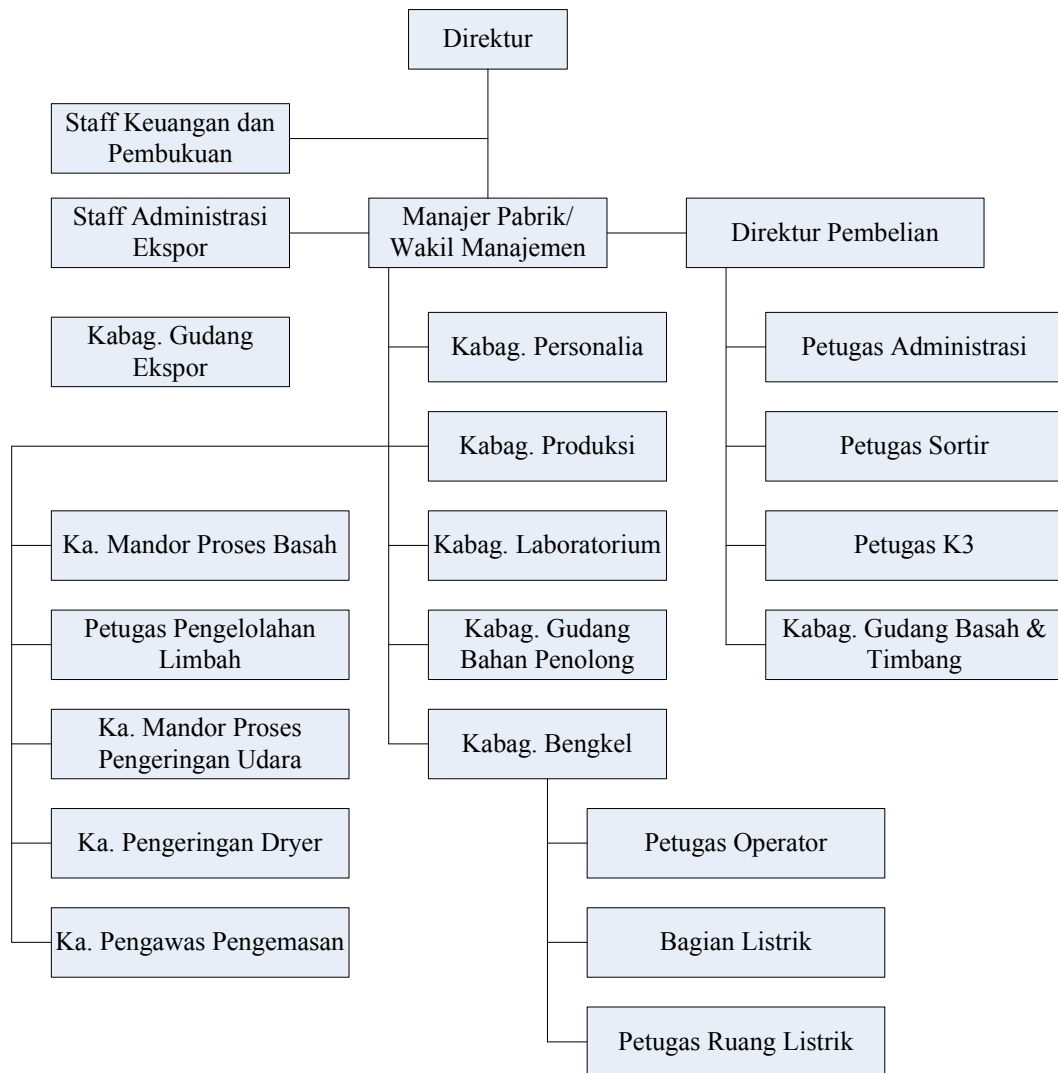 Direktur
Staff Keuangan dan
Pembukuan
Staff Administrasi
Ekspor
Manajer Pabrik/
Wakil Manajemen
Direktur Pembelian
Kabag. Gudang
Ekspor
Kabag. Personalia
Petugas Administrasi
Kabag. Produksi
Petugas Sortir
Ka. Mandor Proses Basah
Kabag. Laboratorium
Petugas K3
Petugas Pengelolahan
Limbah
Kabag. Gudang
Bahan Penolong
Kabag. Gudang Basah &
Timbang
Ka. Mandor Proses
Pengeringan Udara
Kabag. Bengkel
Ka. Pengeringan Dryer
Petugas Operator
Ka. Pengawas Pengemasan
Bagian Listrik
Petugas Ruang Listrik